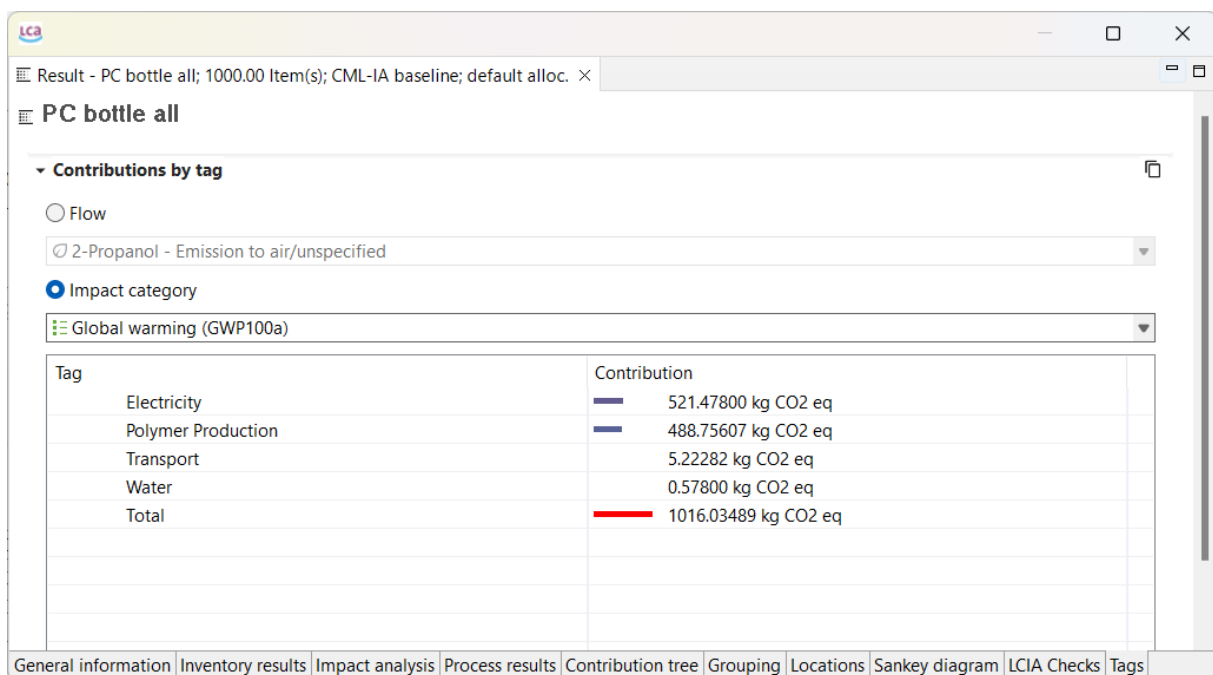 LCA
Result - PC bottle all; 1000.00 Item(s); CML-IA baseline; default alloc.
PC bottle all
Contributions by tag
Flow
2-Propanol - Emission to air/unspecified
Impact category
Global warming (GWP100a)
Tag Contribution
Electricity 521.47800 kg CO2 eq
Polymer Production 488.75607 kg CO2 eq
Transport 5.22282 kg CO2 eq
Water 0.57800 kg CO2 eq
Total 1016.03489 kg CO2 eq
General information Inventory results Impact analysis Process results Contribution tree Grouping Locations Sankey diagram LCIA Checks Tags